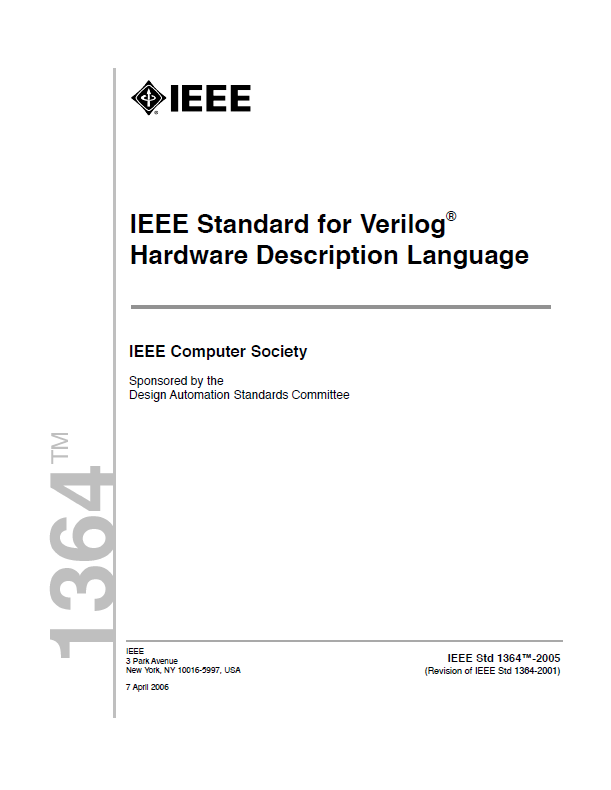 IEEE
IEEE Standard for Verilog®
Hardware Description Language
IEEE Computer Society
Sponsored by the
Design Automation Standards Committee
1364™
IEEE
3 Park Avenue
New York, NY 10016-5997, USA
7 April 2006
IEEE Std 1364™-2005
(Revision of IEEE Std 1364-2001)